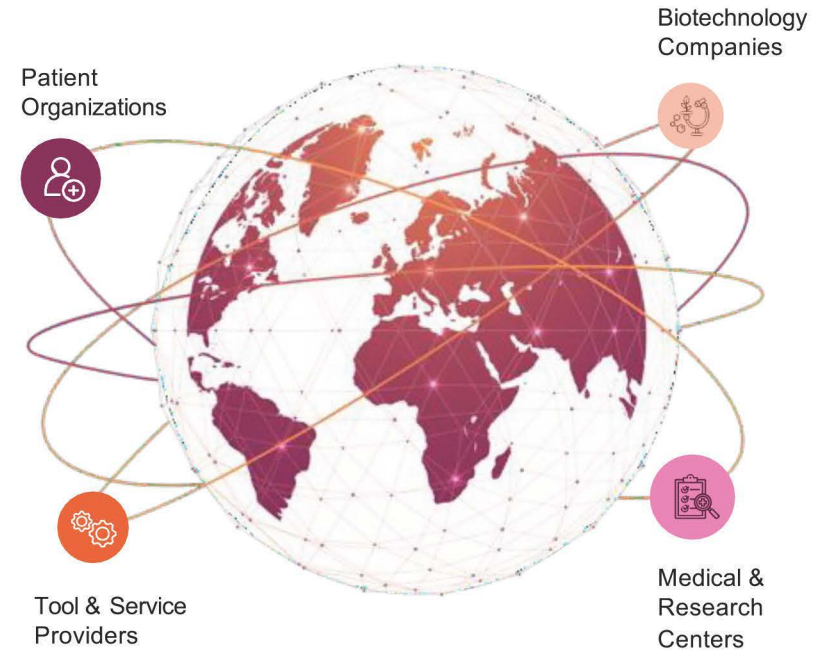 Biotechnology
Companies
Patient
Organizations
Tool & Service
Providers
Medical &
Research
Centers